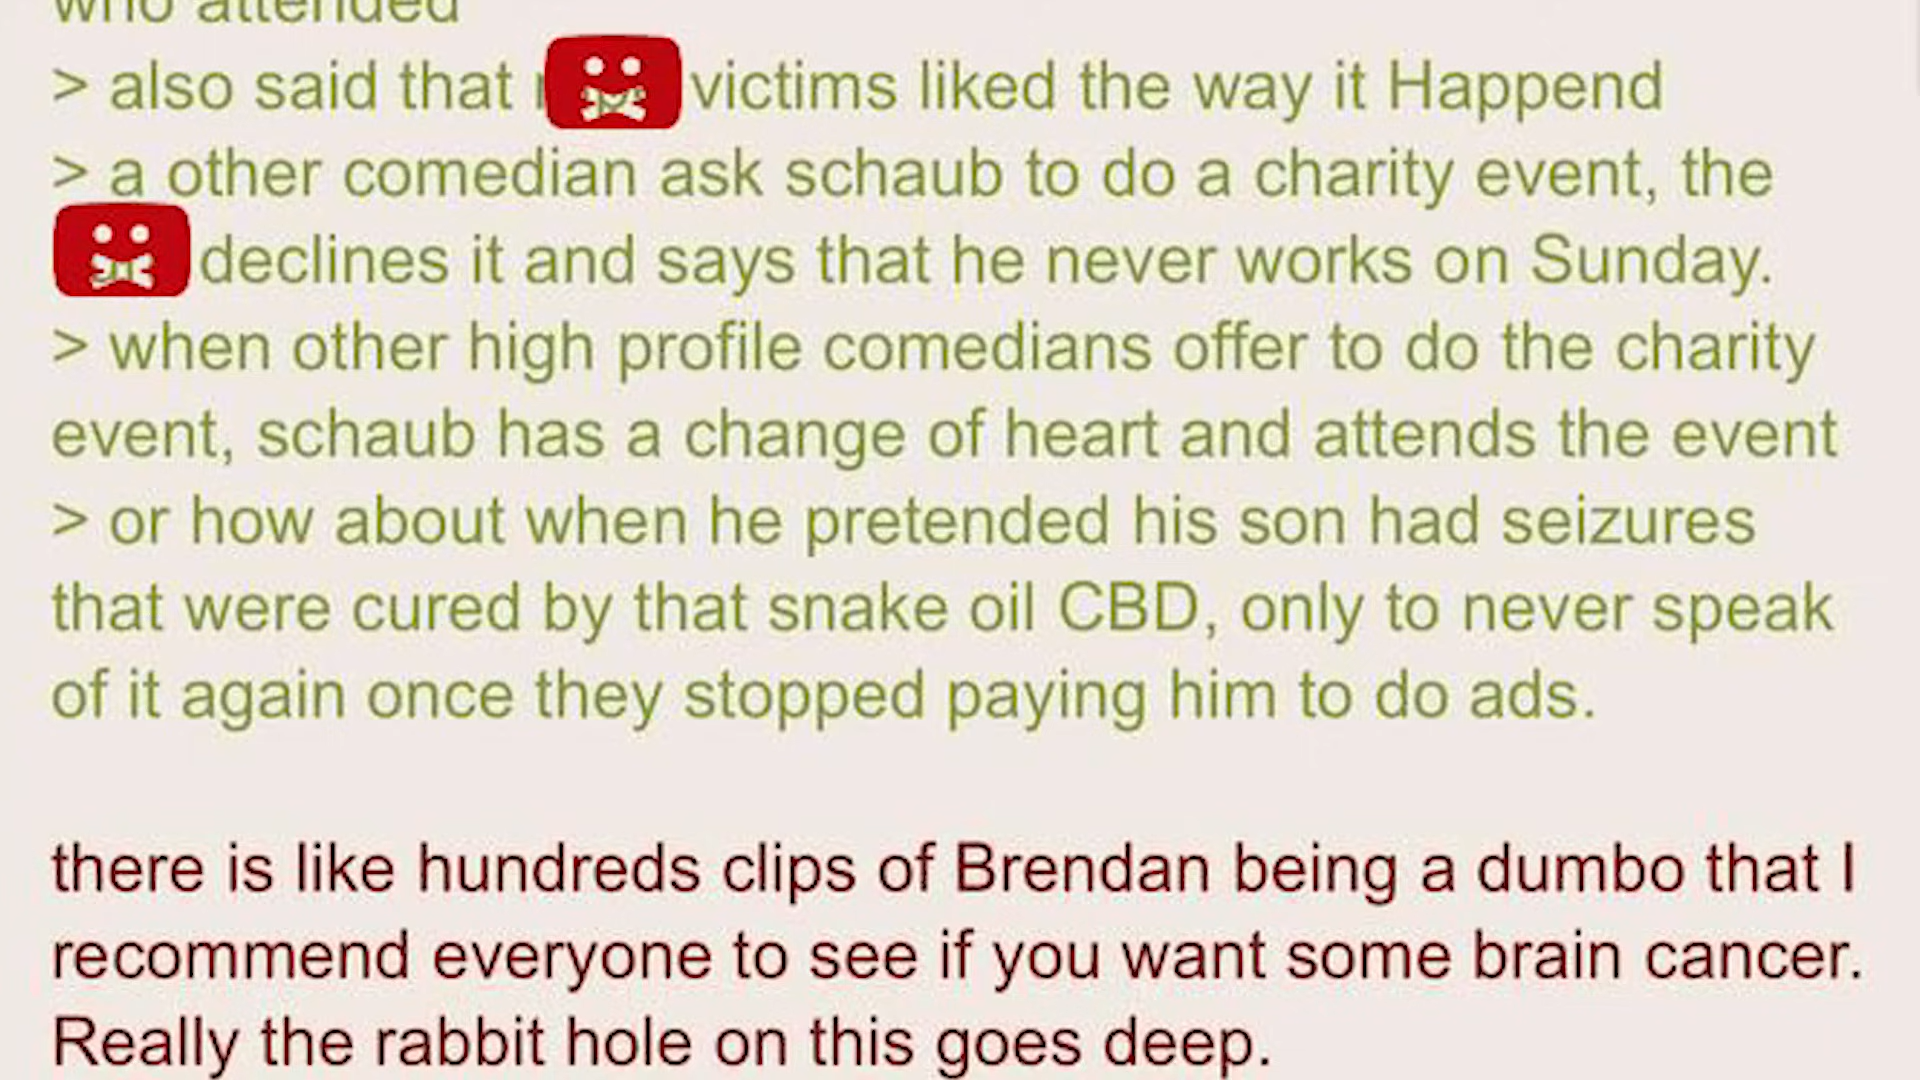 who attended
> also said that victims liked the way it Happend
> a other comedian ask schaub to do a charity event, the
declines it and says that he never works on Sunday.
> when other high profile comedians offer to do the charity
event, schaub has a change of heart and attends the event
> or how about when he pretended his son had seizures
that were cured by that snake oil CBD, only to never speak
of it again once they stopped paying him to do ads.
there is like hundreds clips of Brendan being a dumbo that I
recommend everyone to see if you want some brain cancer.
Really the rabbit hole on this goes deep.